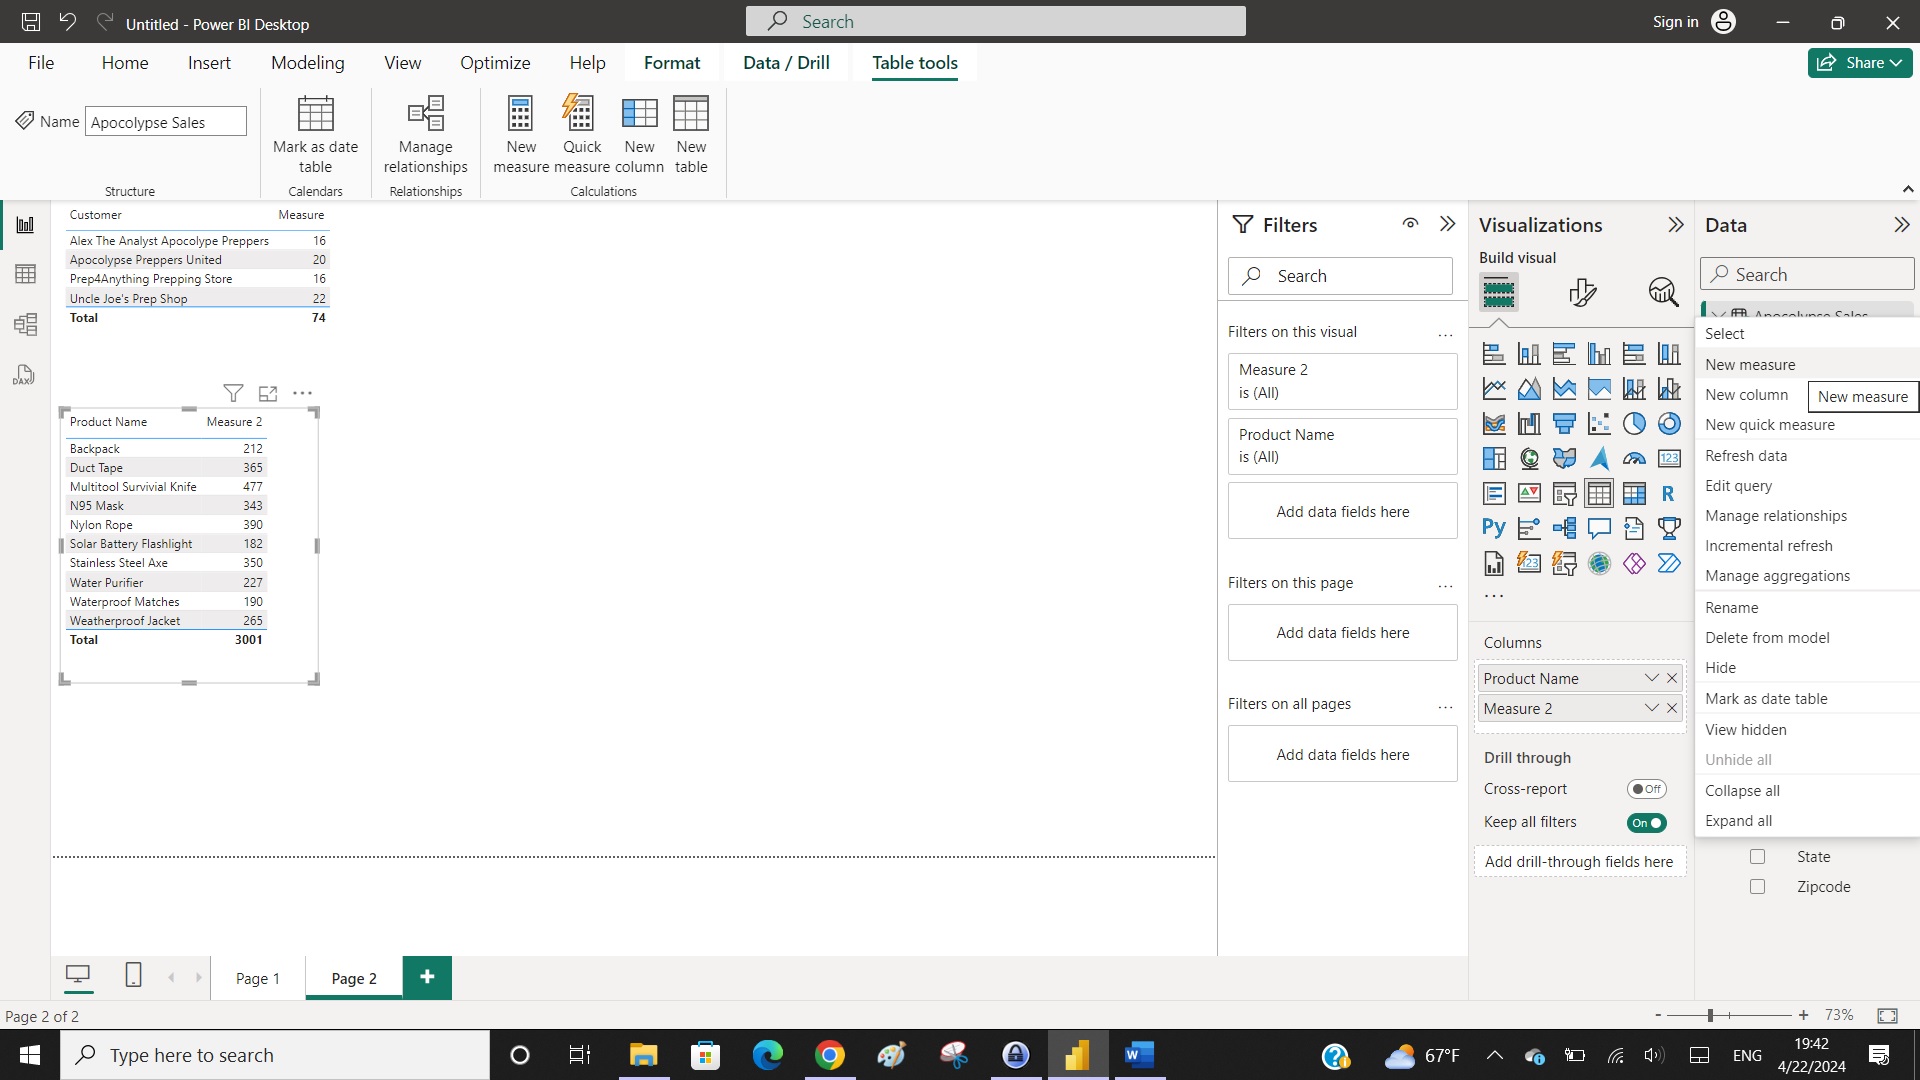 Untitled - Power BI Desktop
Search
Sign in
File
Home
Insert
Modeling
View
Optimize
Help
Format
Data / Drill
Table tools
Share
Name
Apocolypse Sales
Mark as date
table
Manage
relationships
New
measure
Quick
measure
New
column
New
table
Structure
Calendars
Relationships
Calculations
Customer Measure
Alex The Analyst Apocolype Preppers 16
Apocolypse Preppers United 20
Prep4Anything Prepping Store 16
Uncle Joe's Prep Shop 22
Total 74
Product Name Measure 2
Backpack 212
Duct Tape 365
Multitool Survivial Knife 477
N95 Mask 343
Nylon Rope 390
Solar Battery Flashlight 182
Stainless Steel Axe 350
Water Purifier 227
Waterproof Matches 190
Weatherproof Jacket 265
Total 3001
Filters
Search
Filters on this visual
...
Measure 2
is (All)
Product Name
is (All)
Add data fields here
Filters on this page
...
Add data fields here
Filters on all pages
...
Add data fields here
Visualizations
Build visual
123
R
Py
123
...
Columns
Product Name
Measure 2
Drill through
Cross-report
Off
Keep all filters
On
Add drill-through fields here
Data
Search
Apocolypse Sales
Select
New measure
New column
New measure
New quick measure
Refresh data
Edit query
Manage relationships
Incremental refresh
Manage aggregations
Rename
Delete from model
Hide
Mark as date table
View hidden
Unhide all
Collapse all
Expand all
State
Zipcode
DAX
Page 1
Page 2
+
Page 2 of 2
- + 73%
Type here to search
67°F
ENG
19:42
4/22/2024